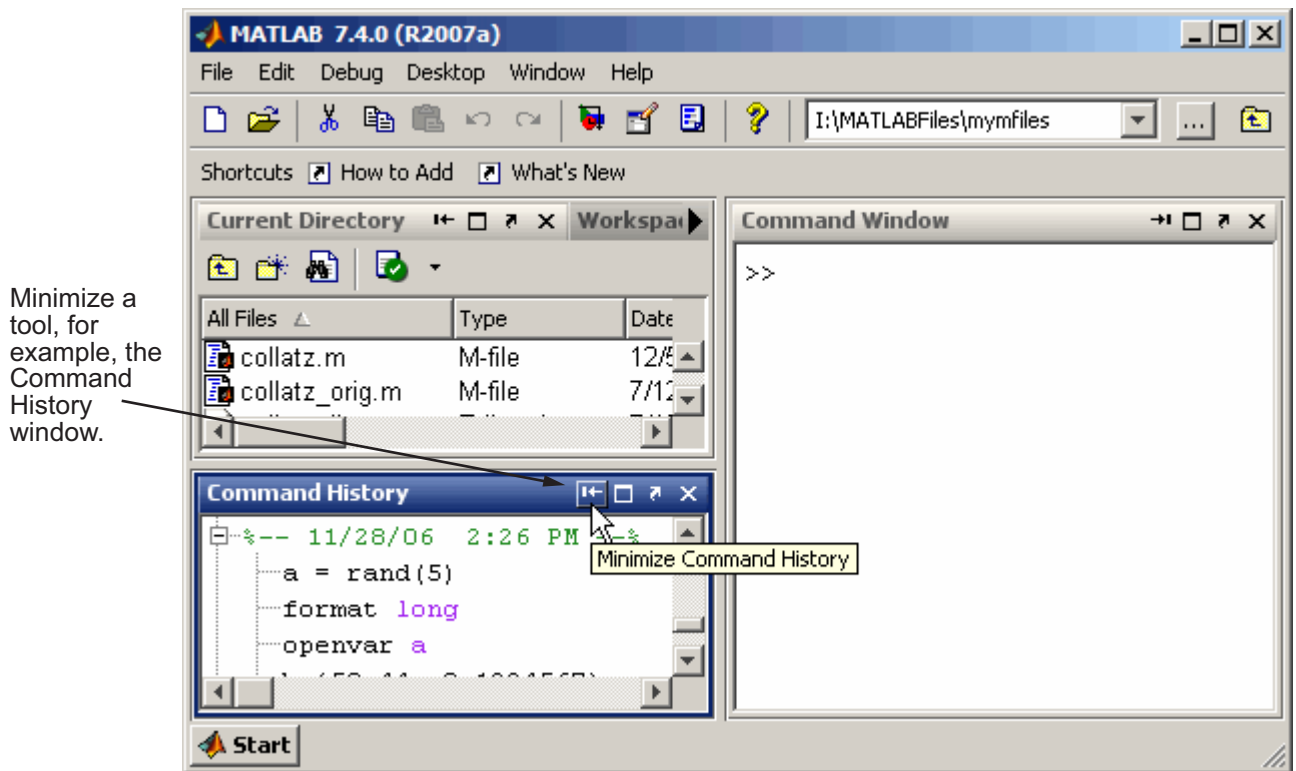 MATLAB 7.4.0 (R2007a)
File Edit Debug Desktop Window Help
I:\MATLABFiles\mymfiles ...
Shortcuts How to Add What's New
Current Directory
Command Window
>>
All Files Type Date
collatz.m M-file
collatz_orig.m M-file
Minimize a
tool, for
example, the
Command
History
window.
Command History
%-- 11/28/06 2:26 PM --%
Minimize Command History
a = rand(5)
format long
openvar a
Start